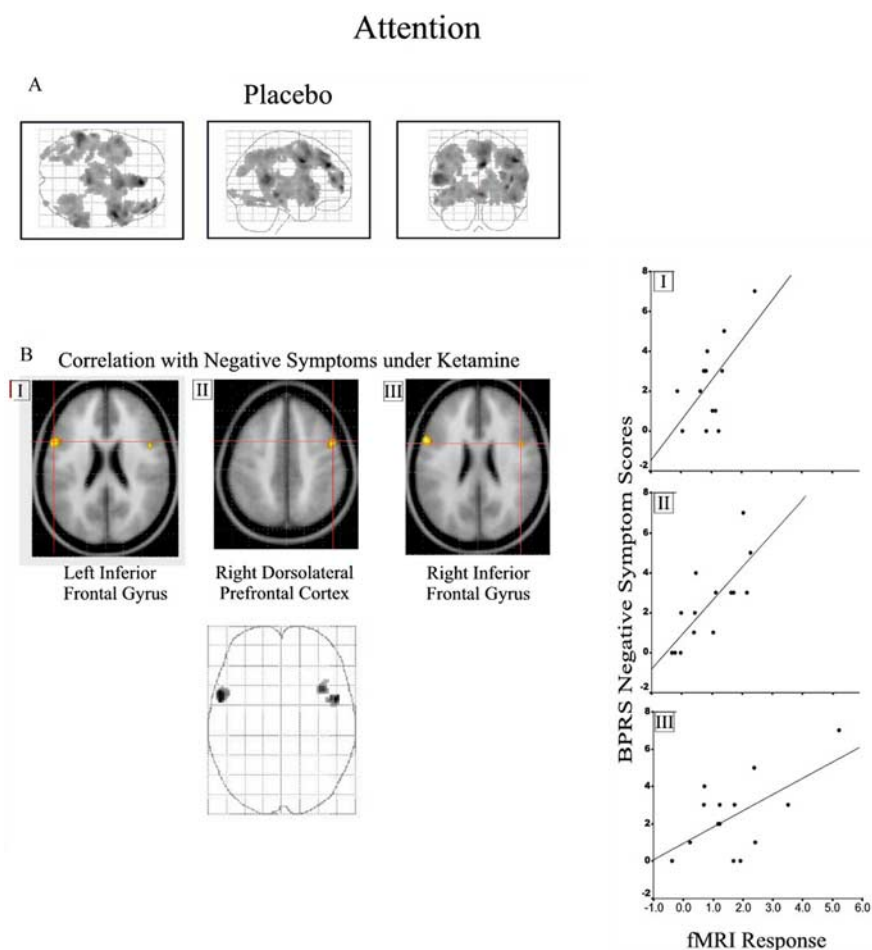 Attention
A
Placebo
B
Correlation with Negative Symptoms under Ketamine
I
II
III
Left Inferior
Frontal Gyrus
Right Dorsolateral
Prefrontal Cortex
Right Inferior
Frontal Gyrus
BPRS Negative Symptom Scores
I
8
6
4
2
0
-2
II
8
6
4
2
0
-2
III
8
6
4
2
0
-2
-1.0 0.0 1.0 2.0 3.0 4.0 5.0 6.0
fMRI Response